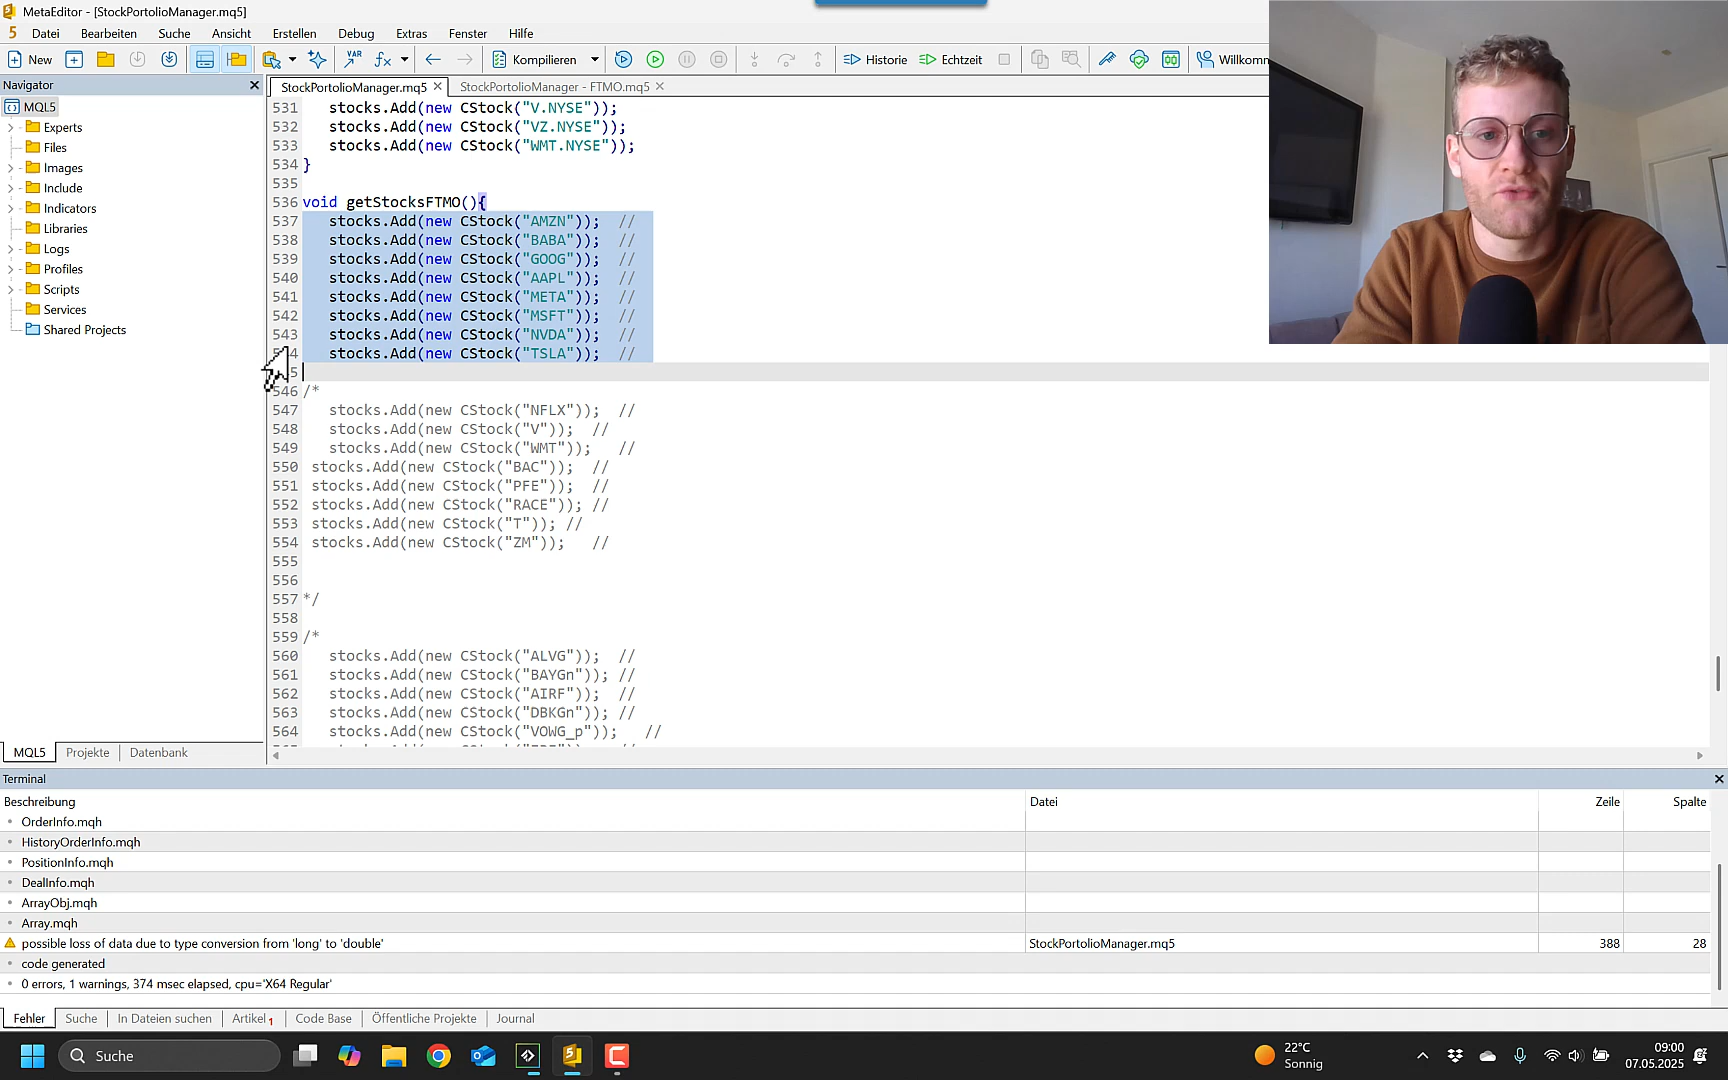 MetaEditor - [StockPortolioManager.mq5]
5 Datei Bearbeiten Suche Ansicht Erstellen Debug Extras Fenster Hilfe
New VAR Kompilieren Historie Echtzeit Willkomm
Navigator
StockPortolioManager.mq5 StockPortolioManager - FTMO.mq5
MQL5
Experts
Files
Images
Include
Indicators
Libraries
Logs
Profiles
Scripts
Services
Shared Projects
MQL5 Projekte Datenbank
531 stocks.Add(new CStock("V.NYSE"));
532 stocks.Add(new CStock("VZ.NYSE"));
533 stocks.Add(new CStock("WMT.NYSE"));
534 }
535
536 void getStocksFTMO(){
537 stocks.Add(new CStock("AMZN")); //
538 stocks.Add(new CStock("BABA")); //
539 stocks.Add(new CStock("GOOG")); //
540 stocks.Add(new CStock("AAPL")); //
541 stocks.Add(new CStock("META")); //
542 stocks.Add(new CStock("MSFT")); //
543 stocks.Add(new CStock("NVDA")); //
stocks.Add(new CStock("TSLA")); //
546 /*
547 stocks.Add(new CStock("NFLX")); //
548 stocks.Add(new CStock("V")); //
549 stocks.Add(new CStock("WMT")); //
550 stocks.Add(new CStock("BAC")); //
551 stocks.Add(new CStock("PFE")); //
552 stocks.Add(new CStock("RACE")); //
553 stocks.Add(new CStock("T")); //
554 stocks.Add(new CStock("ZM")); //
555
556
557 */
558
559 /*
560 stocks.Add(new CStock("ALVG")); //
561 stocks.Add(new CStock("BAYGn")); //
562 stocks.Add(new CStock("AIRF")); //
563 stocks.Add(new CStock("DBKGn")); //
564 stocks.Add(new CStock("VOWG_p")); //
Terminal
Beschreibung Datei Zeile Spalte
OrderInfo.mqh
HistoryOrderInfo.mqh
PositionInfo.mqh
DealInfo.mqh
ArrayObj.mqh
Array.mqh
possible loss of data due to type conversion from 'long' to 'double' StockPortolioManager.mq5 388 28
code generated
0 errors, 1 warnings, 374 msec elapsed, cpu='X64 Regular'
Fehler Suche In Dateien suchen Artikel 1 Code Base Öffentliche Projekte Journal
Suche
22°C
Sonnig
09:00
07.05.2025